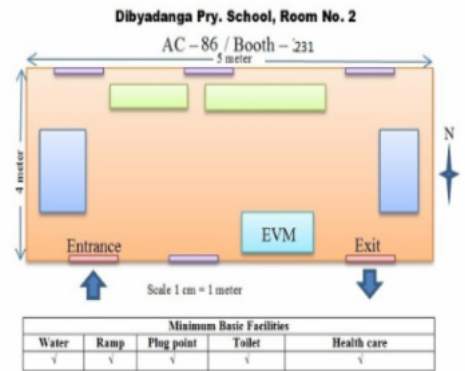 Dibyadanga Pry. School, Room No. 2
AC – 86 / Booth – 231
5 meter
4 meter
N
EVM
Entrance
Exit
Scale 1 cm = 1 meter
Minimum Basic Facilities
Water Ramp Plug point Toilet Health care
√ √ √ √ √